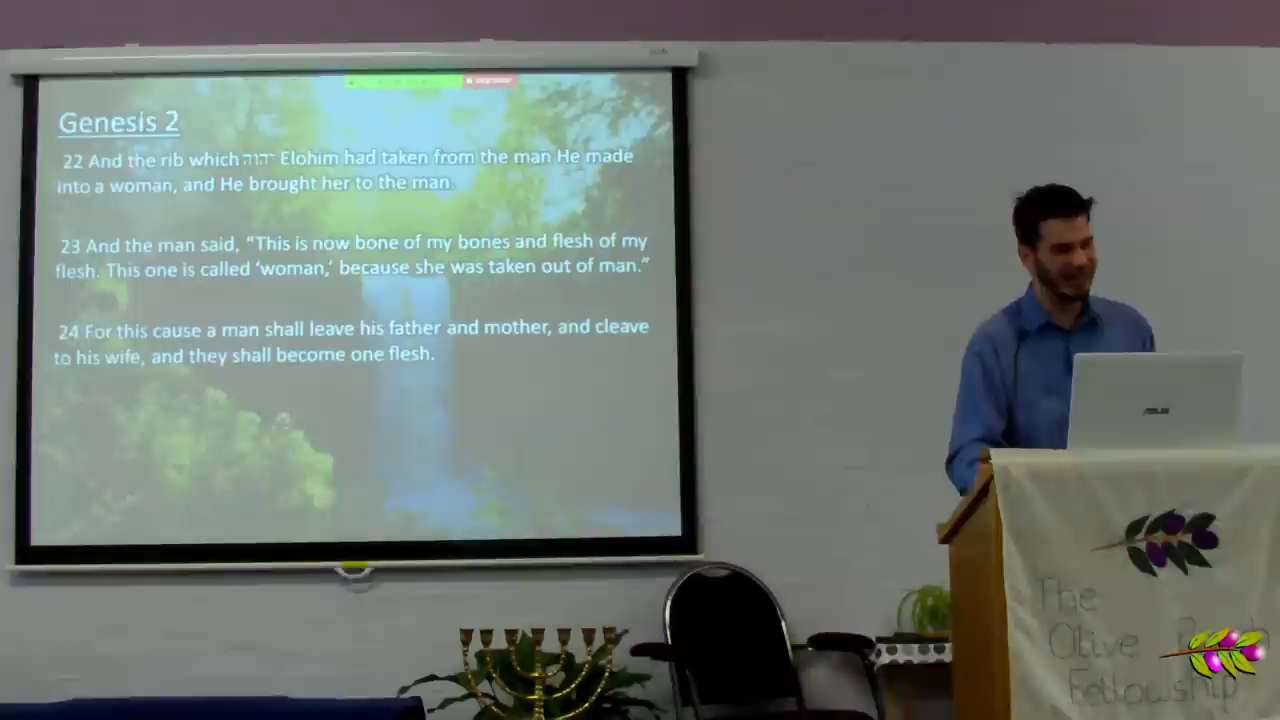 Genesis 2
22 And the rib which יהוה Elohim had taken from the man He made
into a woman, and He brought her to the man.
23 And the man said, “This is now bone of my bones and flesh of my
flesh. This one is called ‘woman,’ because she was taken out of man.”
24 For this cause a man shall leave his father and mother, and cleave
to his wife, and they shall become one flesh.
ASUS
The
Olive
Fellowship